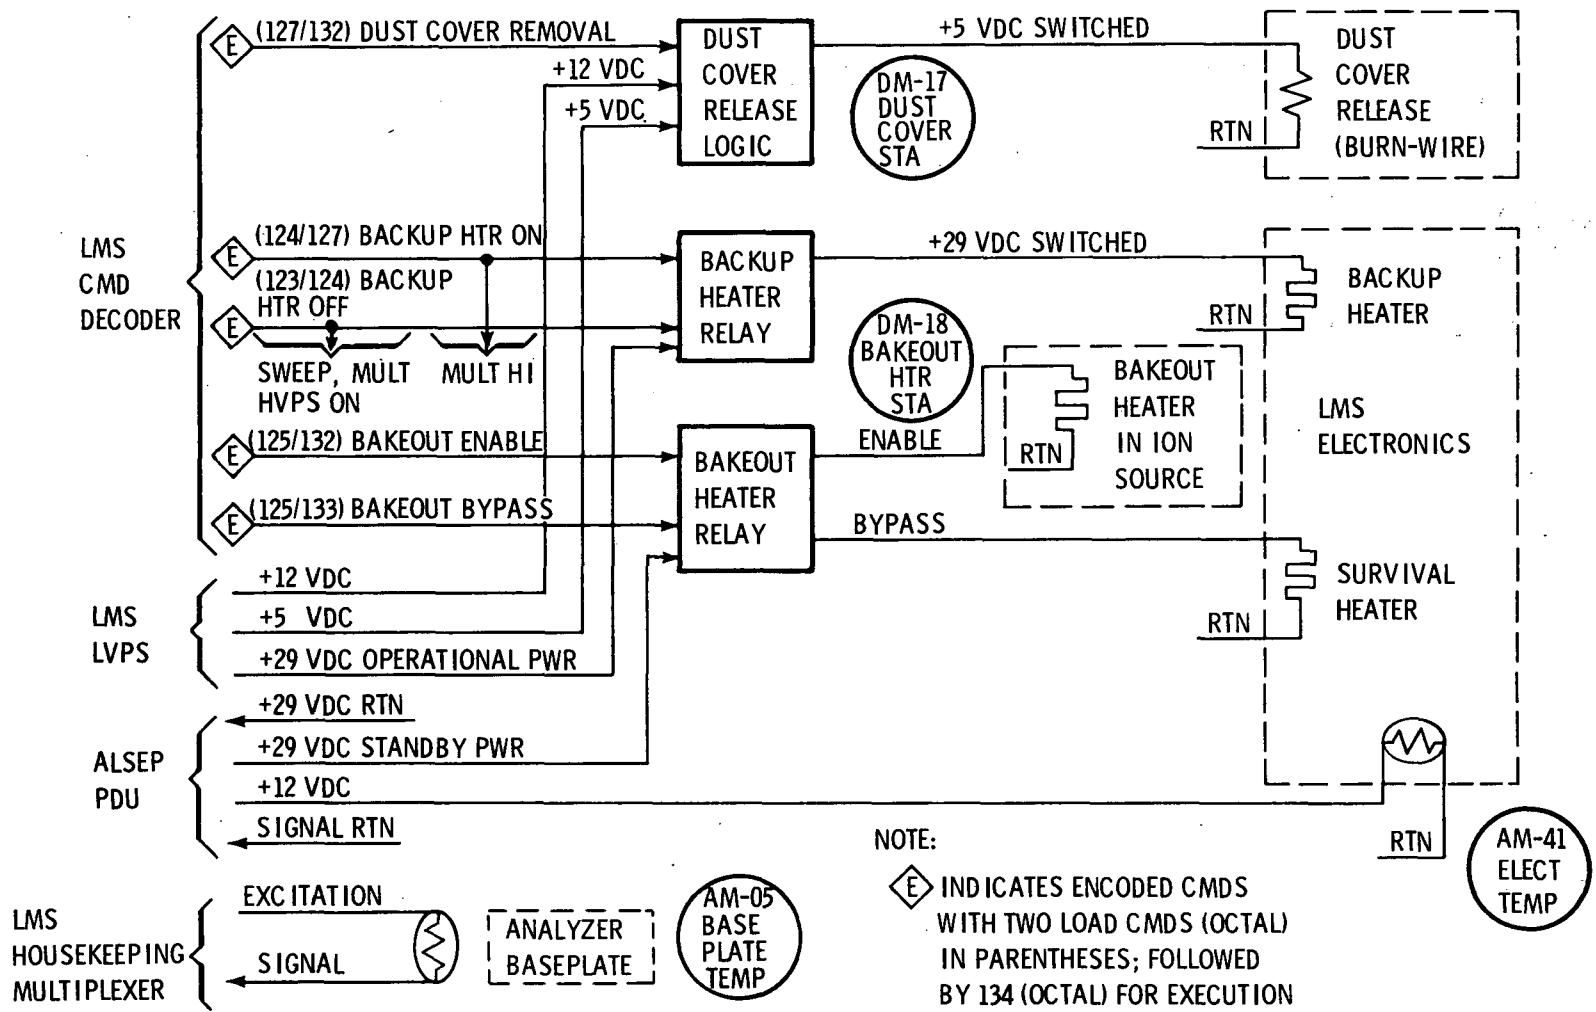 E (127/132) DUST COVER REMOVAL
+12 VDC
+5 VDC
DUST
COVER
RELEASE
LOGIC
+5 VDC SWITCHED
DM-17
DUST
COVER
STA
RTN
DUST
COVER
RELEASE
(BURN-WIRE)
LMS
CMD
DECODER
E (124/127) BACKUP HTR ON
(123/124) BACKUP
HTR OFF
E
SWEEP, MULT
HVPS ON
MULT HI
BACKUP
HEATER
RELAY
+29 VDC SWITCHED
RTN
BACKUP
HEATER
DM-18
BAKEOUT
HTR
STA
E (125/132) BAKEOUT ENABLE
E (125/133) BAKEOUT BYPASS
BAKEOUT
HEATER
RELAY
ENABLE
RTN
BAKEOUT
HEATER
IN ION
SOURCE
LMS
ELECTRONICS
BYPASS
RTN
SURVIVAL
HEATER
LMS
LVPS
+12 VDC
+5 VDC
+29 VDC OPERATIONAL PWR
ALSEP
PDU
+29 VDC RTN
+29 VDC STANDBY PWR
+12 VDC
SIGNAL RTN
RTN
AM-41
ELECT
TEMP
LMS
HOUSEKEEPING
MULTIPLEXER
EXCITATION
SIGNAL
ANALYZER
BASEPLATE
AM-05
BASE
PLATE
TEMP
NOTE:
E INDICATES ENCODED CMDS
WITH TWO LOAD CMDS (OCTAL)
IN PARENTHESES; FOLLOWED
BY 134 (OCTAL) FOR EXECUTION